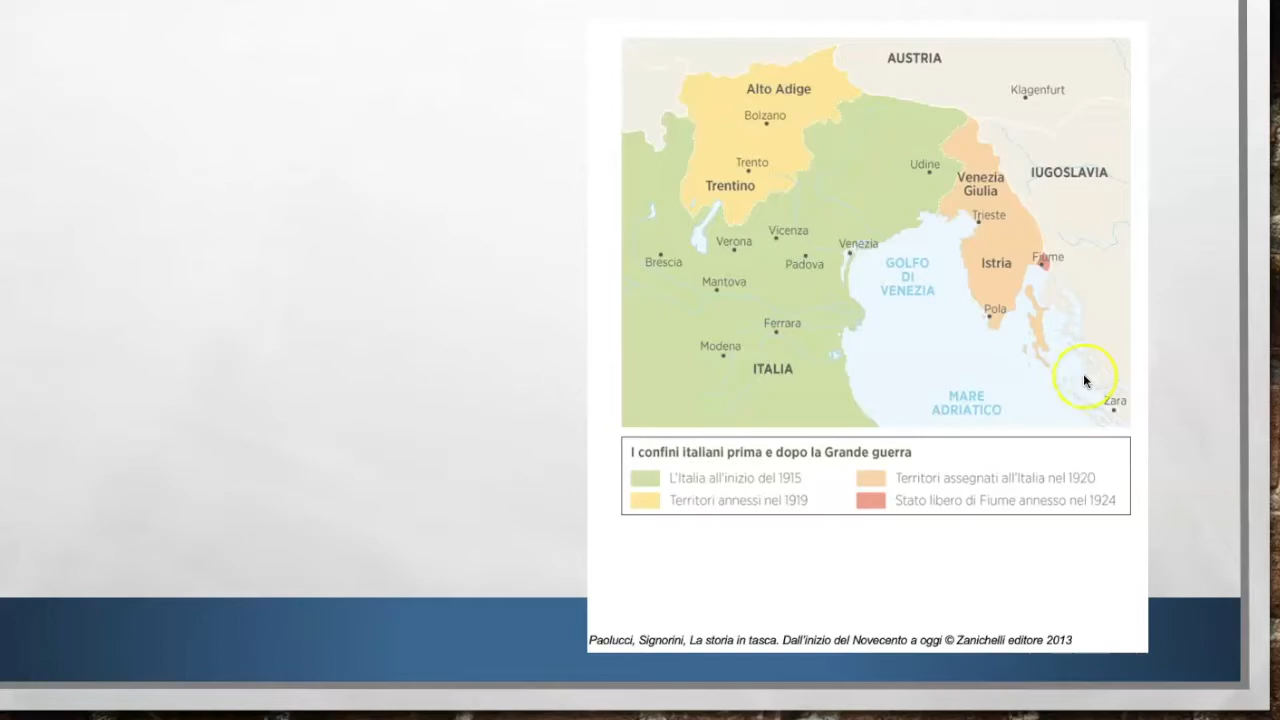 AUSTRIA
Klagenfurt
Alto Adige
Bolzano
Trento
Trentino
Udine
Venezia
Giulia
IUGOSLAVIA
Trieste
Vicenza
Verona
Venezia
Brescia
Padova
GOLFO
DI
VENEZIA
Istria
Fiume
Mantova
Pola
Ferrara
Modena
ITALIA
MARE
ADRIATICO
Zara
I confini italiani prima e dopo la Grande guerra
L'Italia all'inizio del 1915
Territori assegnati all'Italia nel 1920
Territori annessi nel 1919
Stato libero di Fiume annesso nel 1924
Paolucci, Signorini, La storia in tasca. Dall'inizio del Novecento a oggi © Zanichelli editore 2013